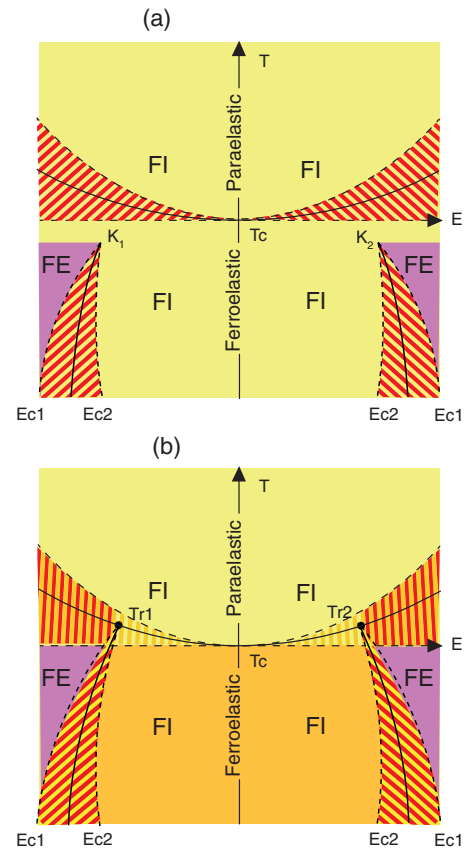 (a)
T
Paraelastic
FI FI
E
Tc
K1 K2
FE FE
Ferroelastic
FI FI
Ec1 Ec2 Ec2 Ec1
(b)
T
Paraelastic
FI FI
Tr1 Tr2
E
Tc
FE FE
Ferroelastic
FI FI
Ec1 Ec2 Ec2 Ec1